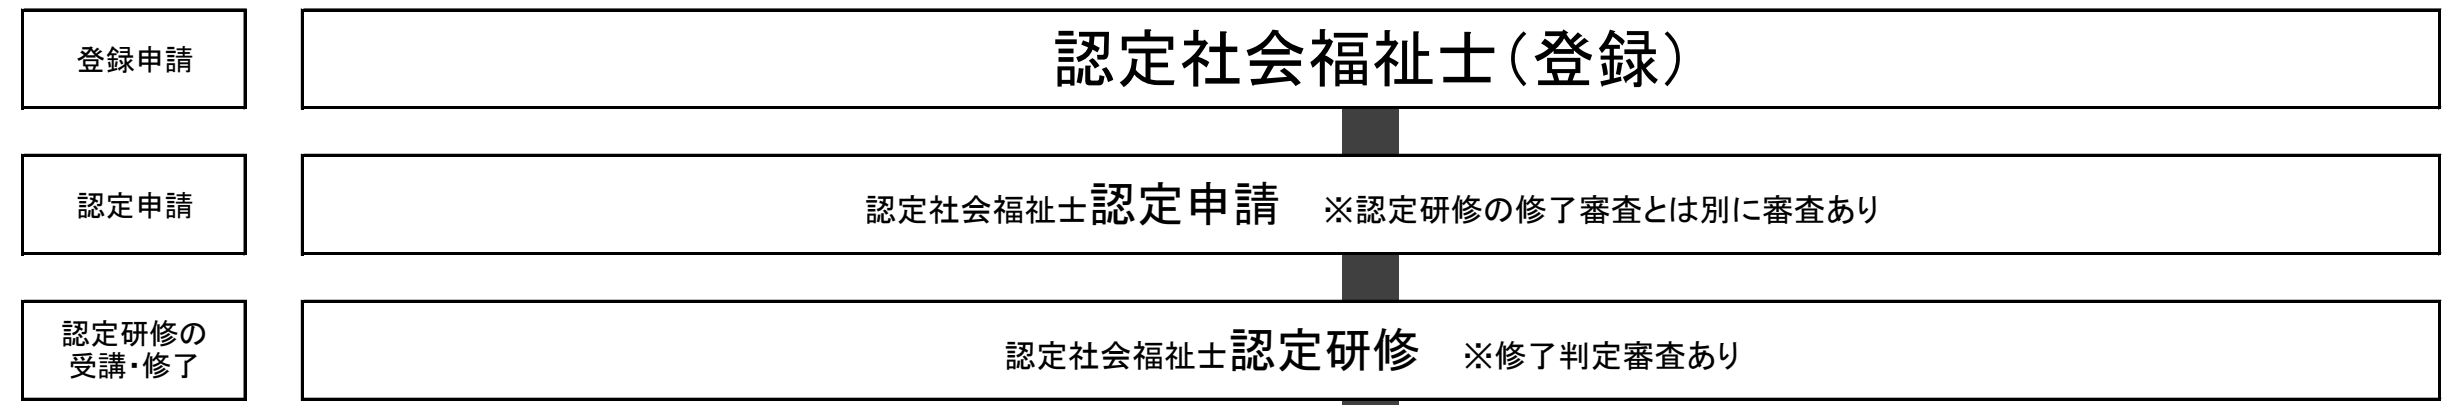 登録申請
認定社会福祉士(登録)
認定申請
認定社会福祉士認定申請　※認定研修の修了審査とは別に審査あり
認定研修の
受講・修了
認定社会福祉士認定研修　※修了判定審査あり